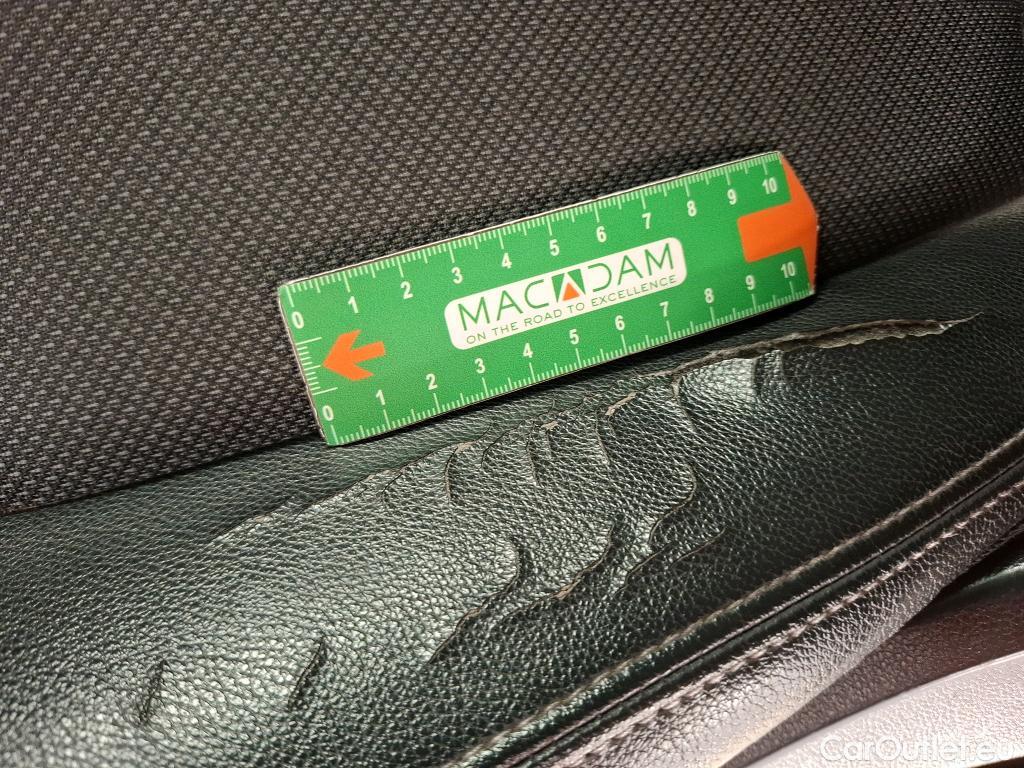 0 1 2 3 4 5 6 7 8 9 10
MACADAM
ON THE ROAD TO EXCELLENCE
0 1 2 3 4 5 6 7 8 9 10
CarOutlet.eu